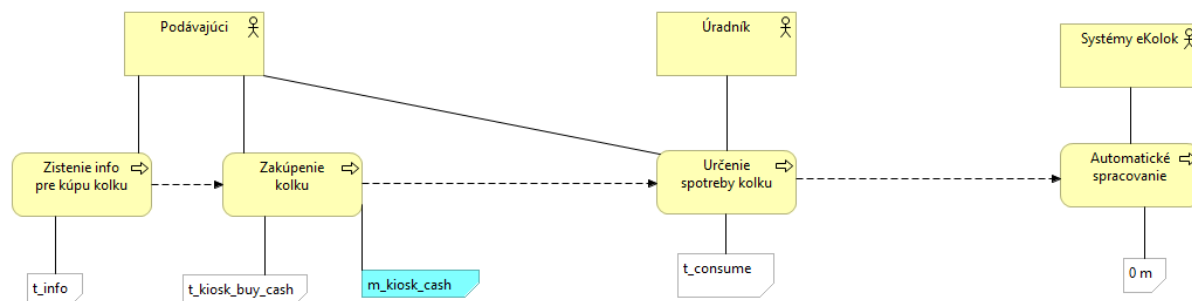 Podávajúci
Úradník
Systémy eKolok
Zistenie info
pre kúpu kolku
Zakúpenie
kolku
Určenie
spotreby kolku
Automatické
spracovanie
t_info
t_kiosk_buy_cash
m_kiosk_cash
t_consume
0 m